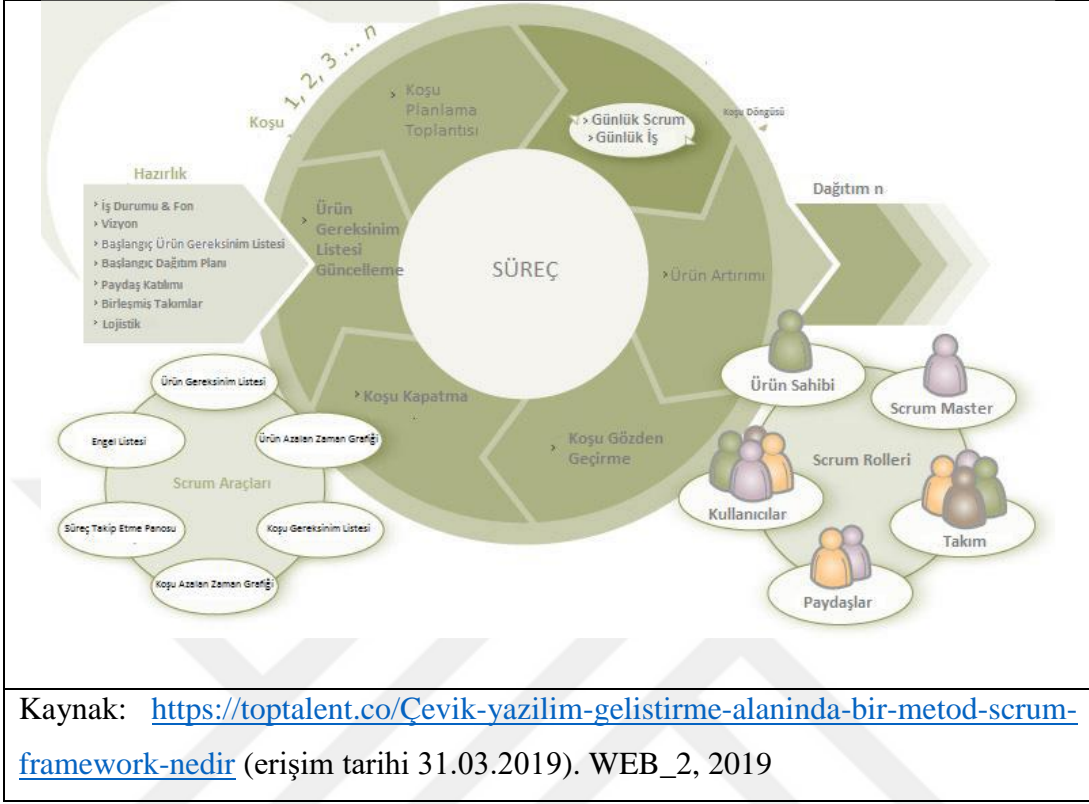 Koşu 1, 2, 3 ... n
› Koşu
Planlama
Toplantısı
› Günlük Scrum
› Günlük İş
Koşu Döngüsü
Hazırlık
› İş Durumu & Fon
› Vizyon
› Başlangıç Ürün Gereksinim Listesi
› Başlangıç Dağıtım Planı
› Paydaş Katılımı
› Birleşmiş Takımlar
› Lojistik
› Ürün
Gereksinim
Listesi
Güncelleme
SÜREÇ
› Ürün Artırımı
Dağıtım n
› Koşu Kapatma
› Koşu Gözden
Geçirme
Ürün Gereksinim Listesi
Engel Listesi
Ürün Azalan Zaman Grafiği
Scrum Araçları
Süreç Takip Etme Panosu
Koşu Gereksinim Listesi
Koşu Azalan Zaman Grafiği
Ürün Sahibi
Scrum Master
Scrum Rolleri
Kullanıcılar
Takım
Paydaşlar
Kaynak: https://toptalent.co/Çevik-yazilim-gelistirme-alaninda-bir-metod-scrum-
framework-nedir (erişim tarihi 31.03.2019). WEB_2, 2019